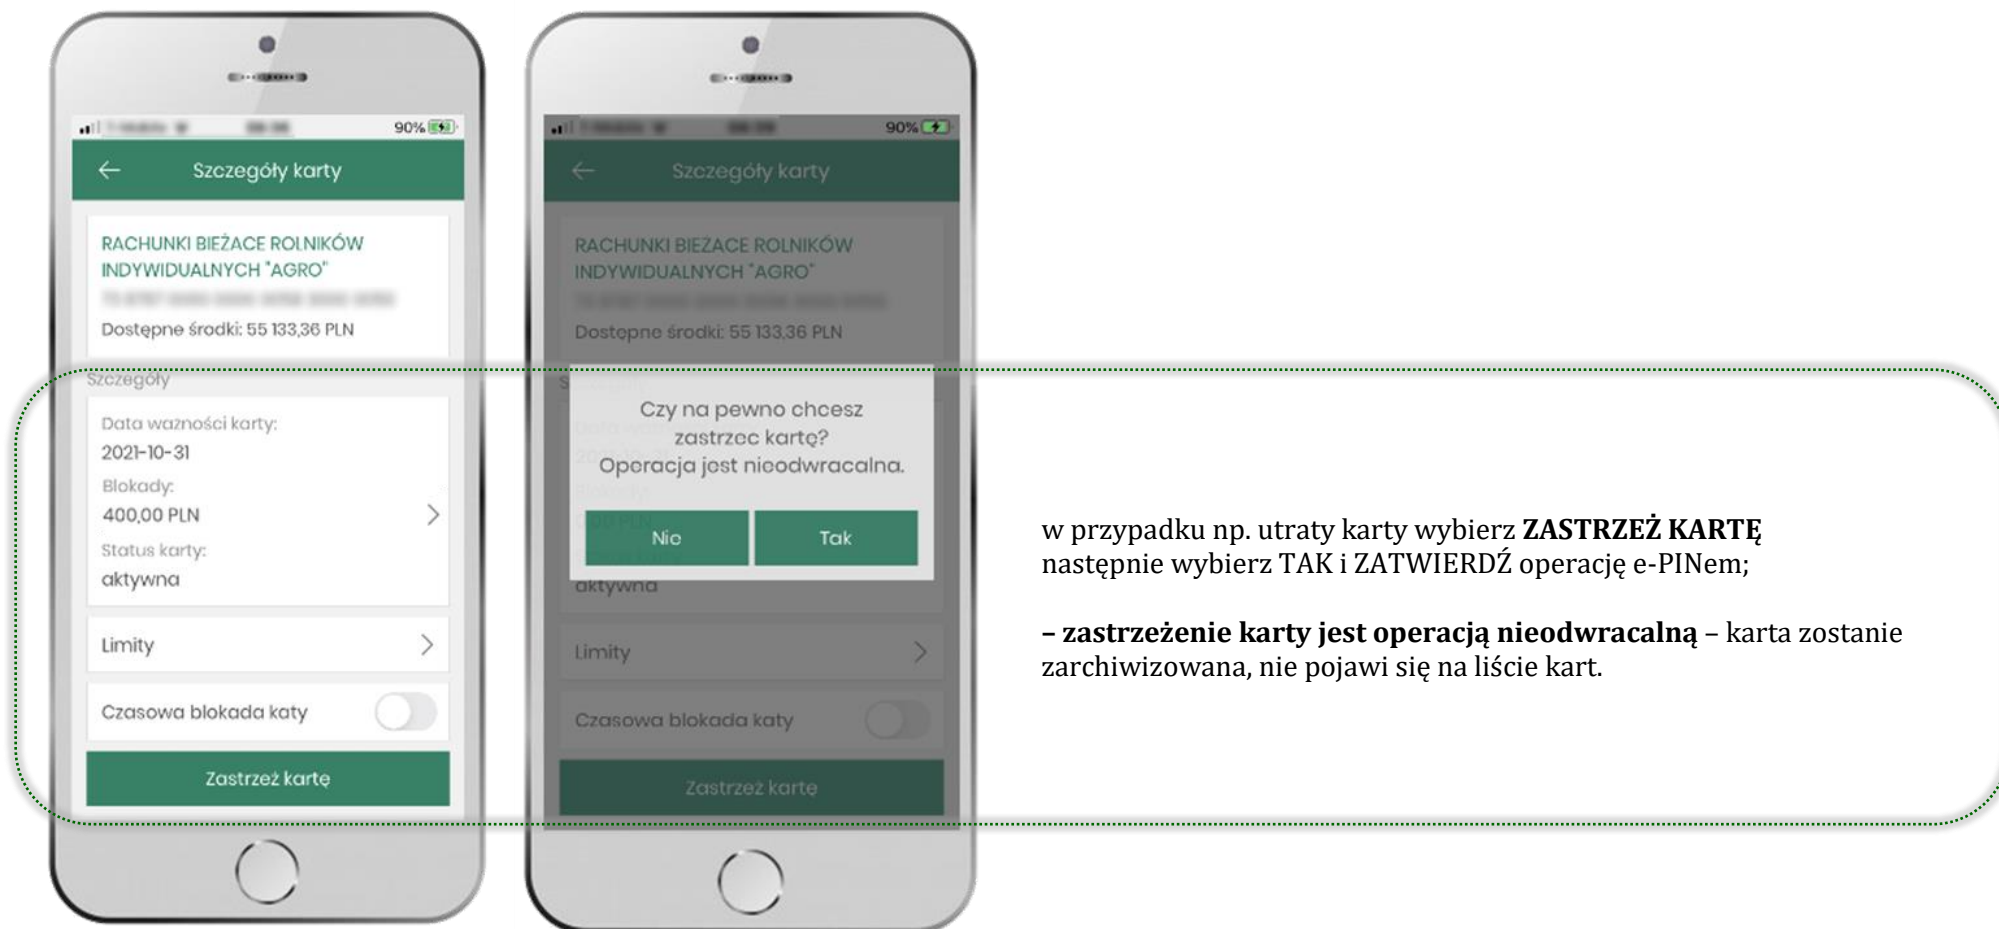 90%
Szczegóły karty
RACHUNKI BIEŻACE ROLNIKÓW
INDYWIDUALNYCH "AGRO"
Dostępne środki: 55 133,36 PLN
Szczegóły
Data ważności karty:
2021-10-31
Blokady:
400,00 PLN
Status karty:
aktywna
Limity
Czasowa blokada katy
Zastrzeż kartę
90%
Szczegóły karty
RACHUNKI BIEŻACE ROLNIKÓW
INDYWIDUALNYCH "AGRO"
Dostępne środki: 55 133,36 PLN
Czy na pewno chcesz
zastrzec kartę?
Operacja jest nieodwracalna.
Nie
Tak
aktywna
Limity
Czasowa blokada katy
Zastrzeż kartę
w przypadku np. utraty karty wybierz ZASTRZEŻ KARTĘ
następnie wybierz TAK i ZATWIERDŹ operację e-PINem;
– zastrzeżenie karty jest operacją nieodwracalną – karta zostanie
zarchiwizowana, nie pojawi się na liście kart.